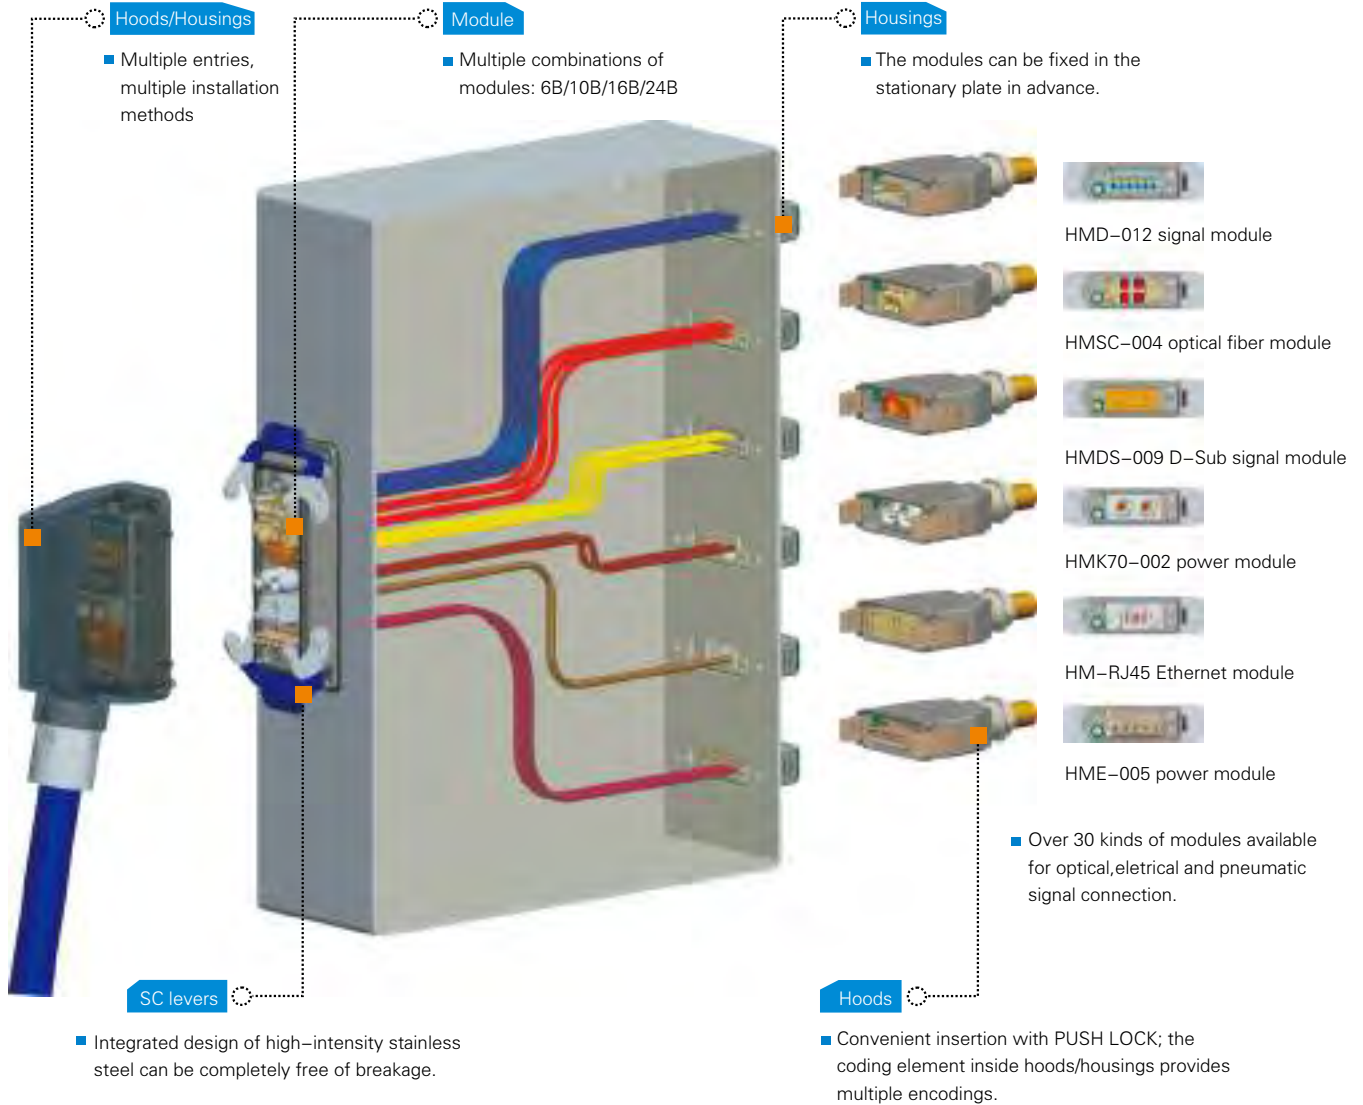 Hoods/Housings
Multiple entries,
multiple installation
methods
Module
Multiple combinations of
modules: 6B/10B/16B/24B
Housings
The modules can be fixed in the
stationary plate in advance.
HMD-012 signal module
HMSC-004 optical fiber module
HMDS-009 D-Sub signal module
HMK70-002 power module
HM-RJ45 Ethernet module
HME-005 power module
Over 30 kinds of modules available
for optical,eletrical and pneumatic
signal connection.
SC levers
Integrated design of high-intensity stainless
steel can be completely free of breakage.
Hoods
Convenient insertion with PUSH LOCK; the
coding element inside hoods/housings provides
multiple encodings.